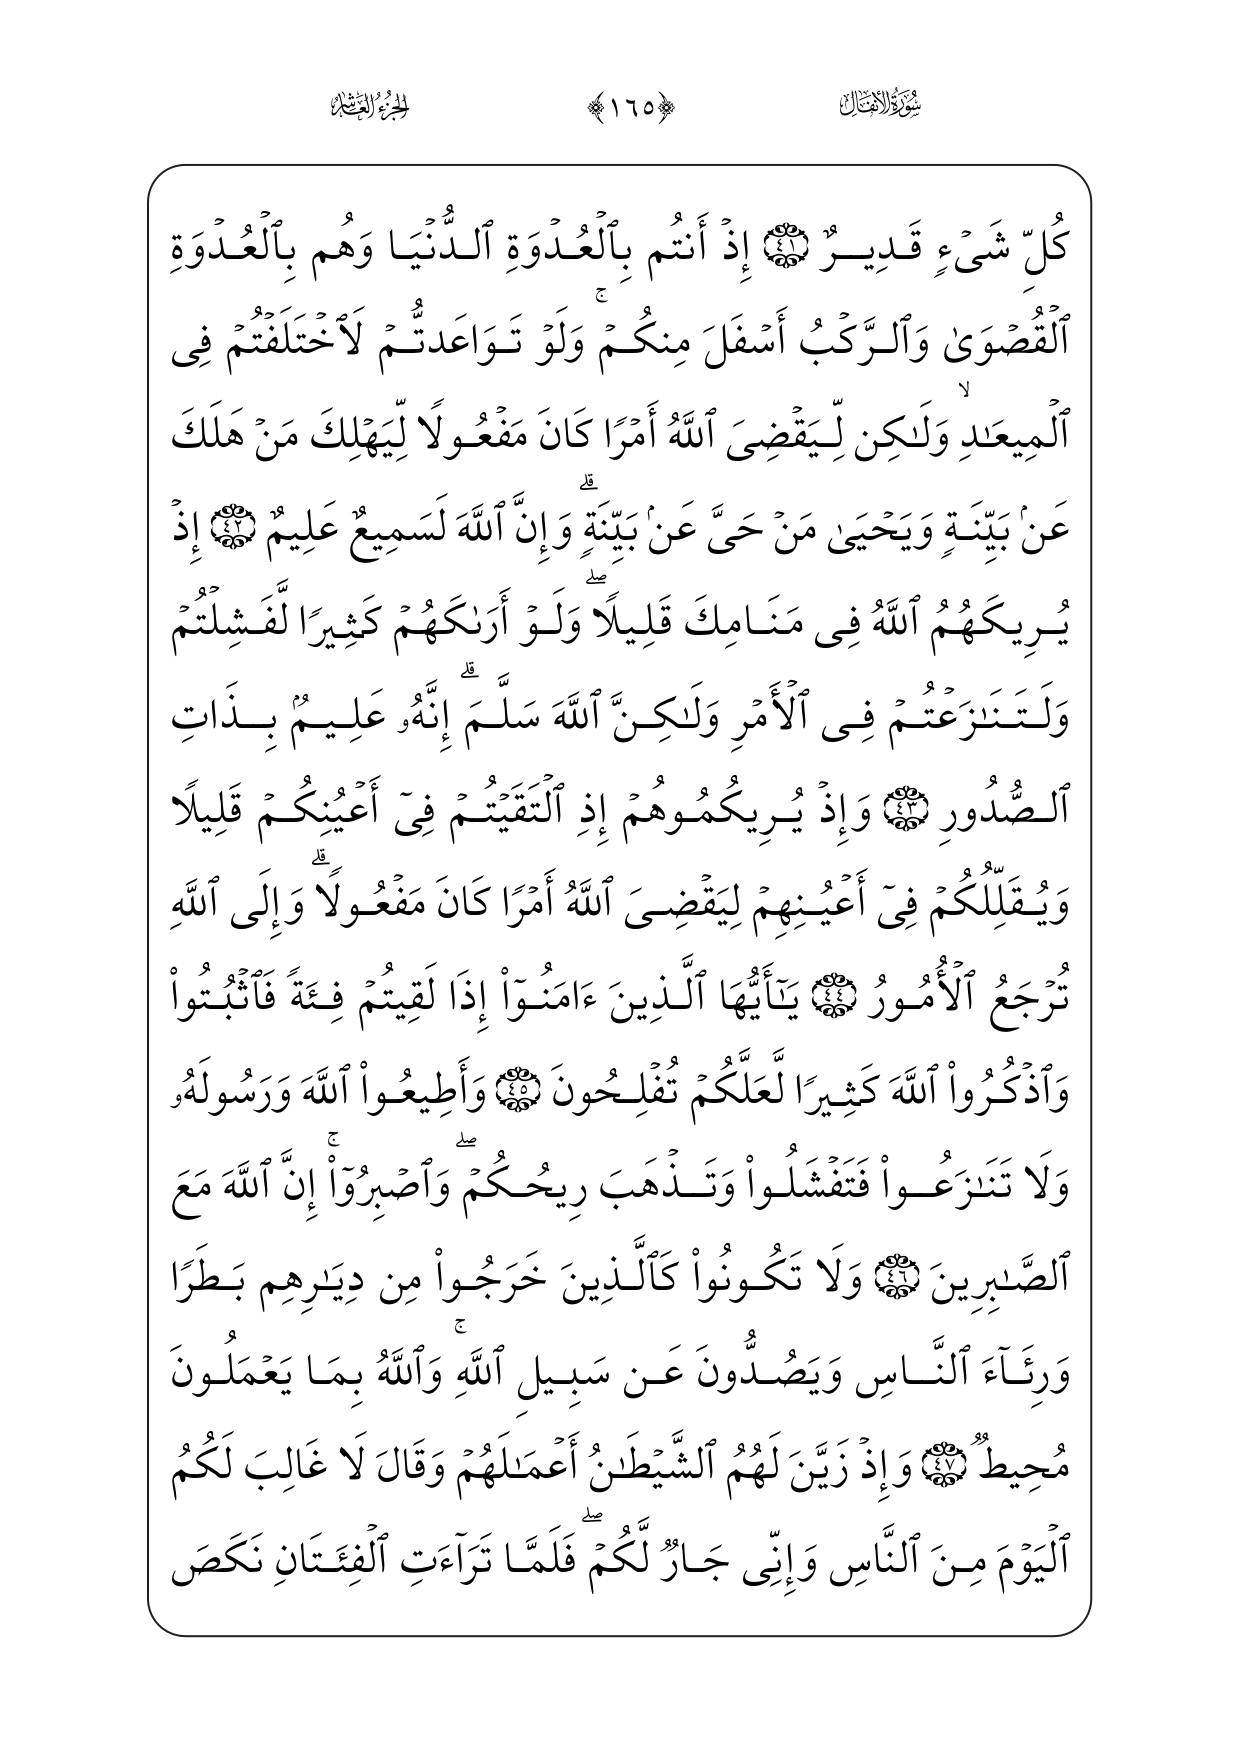 سُورَةُ الأَنفَالِ ﴿١٦٥﴾ الجُزْءُ العَاشِرُ
كُلِّ شَىۡءٍ قَدِيرٌ ٤١ إِذۡ أَنتُم بِٱلۡعُدۡوَةِ ٱلدُّنۡيَا وَهُم بِٱلۡعُدۡوَةِ
ٱلۡقُصۡوَىٰ وَٱلرَّكۡبُ أَسۡفَلَ مِنكُمۡۚ وَلَوۡ تَوَاعَدتُّمۡ لَٱخۡتَلَفۡتُمۡ فِى
ٱلۡمِيعَـٰدِۙ وَلَـٰكِن لِّيَقۡضِىَ ٱللَّهُ أَمۡرًا كَانَ مَفۡعُولًا لِّيَهۡلِكَ مَنۡ هَلَكَ
عَنۢ بَيِّنَةٍ وَيَحۡيَىٰ مَنۡ حَىَّ عَنۢ بَيِّنَةٍۗ وَإِنَّ ٱللَّهَ لَسَمِيعٌ عَلِيمٌ ٤٢ إِذۡ
يُرِيكَهُمُ ٱللَّهُ فِى مَنَامِكَ قَلِيلًاۖ وَلَوۡ أَرَىٰكَهُمۡ كَثِيرًا لَّفَشِلۡتُمۡ
وَلَتَنَـٰزَعۡتُمۡ فِى ٱلۡأَمۡرِ وَلَـٰكِنَّ ٱللَّهَ سَلَّمَۗ إِنَّهُۥ عَلِيمُۢ بِذَاتِ
ٱلصُّدُورِ ٤٣ وَإِذۡ يُرِيكُمُوهُمۡ إِذِ ٱلۡتَقَيۡتُمۡ فِىٓ أَعۡيُنِكُمۡ قَلِيلًا
وَيُقَلِّلُكُمۡ فِىٓ أَعۡيُنِهِمۡ لِيَقۡضِىَ ٱللَّهُ أَمۡرًا كَانَ مَفۡعُولًاۗ وَإِلَى ٱللَّهِ
تُرۡجَعُ ٱلۡأُمُورُ ٤٤ يَـٰٓأَيُّهَا ٱلَّذِينَ ءَامَنُوٓاْ إِذَا لَقِيتُمۡ فِئَةً فَٱثۡبُتُواْ
وَٱذۡكُرُواْ ٱللَّهَ كَثِيرًا لَّعَلَّكُمۡ تُفۡلِحُونَ ٤٥ وَأَطِيعُواْ ٱللَّهَ وَرَسُولَهُۥ
وَلَا تَنَـٰزَعُواْ فَتَفۡشَلُواْ وَتَذۡهَبَ رِيحُكُمۡۖ وَٱصۡبِرُوٓاْۚ إِنَّ ٱللَّهَ مَعَ
ٱلصَّـٰبِرِينَ ٤٦ وَلَا تَكُونُواْ كَٱلَّذِينَ خَرَجُواْ مِن دِيَـٰرِهِم بَطَرًا
وَرِئَآءَ ٱلنَّاسِ وَيَصُدُّونَ عَن سَبِيلِ ٱللَّهِۚ وَٱللَّهُ بِمَا يَعۡمَلُونَ
مُحِيطٌ ٤٧ وَإِذۡ زَيَّنَ لَهُمُ ٱلشَّيۡطَـٰنُ أَعۡمَـٰلَهُمۡ وَقَالَ لَا غَالِبَ لَكُمُ
ٱلۡيَوۡمَ مِنَ ٱلنَّاسِ وَإِنِّى جَارٌ لَّكُمۡۖ فَلَمَّا تَرَآءَتِ ٱلۡفِئَتَانِ نَكَصَ